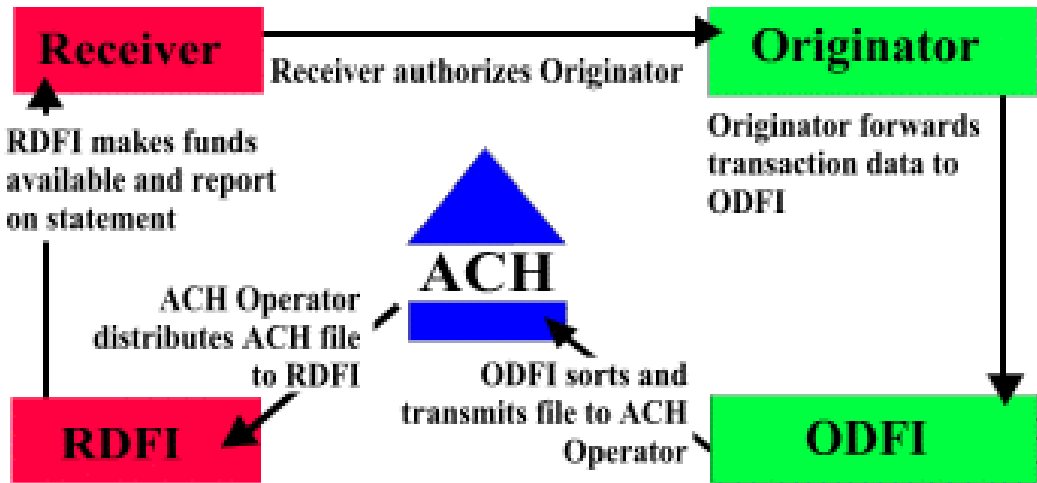 Receiver
Receiver authorizes Originator
Originator
Originator forwards
transaction data to
ODFI
RDFI makes funds
available and report
on statement
ACH
ACH Operator
distributes ACH file
to RDFI
ODFI sorts and
transmits file to ACH
Operator
RDFI
ODFI